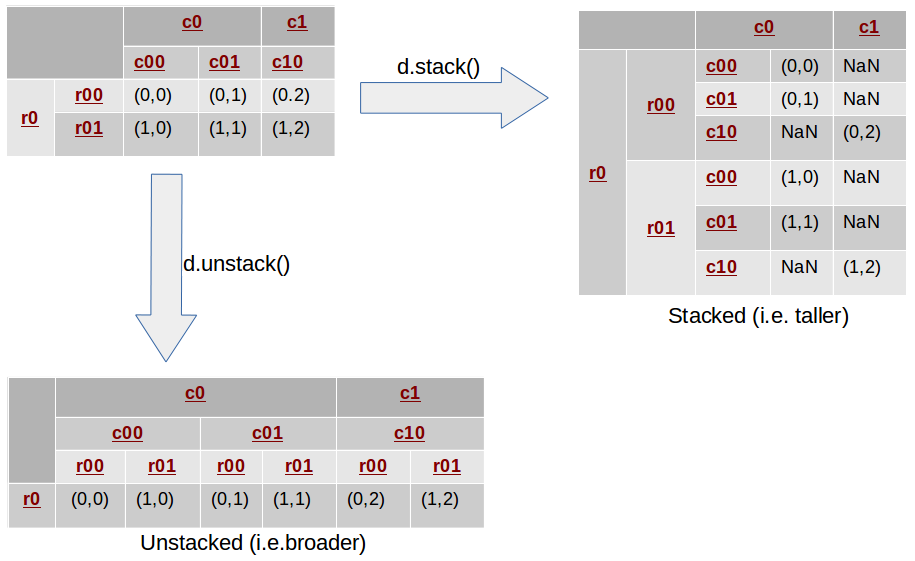 c0 c1
c00 c01 c10
r0 r00 (0,0) (0,1) (0.2)
r01 (1,0) (1,1) (1,2)
d.stack()
c0 c1
r0 r00 c00 (0,0) NaN
c01 (0,1) NaN
c10 NaN (0,2)
r01 c00 (1,0) NaN
c01 (1,1) NaN
c10 NaN (1,2)
Stacked (i.e. taller)
d.unstack()
c0 c1
c00 c01 c10
r00 r01 r00 r01 r00 r01
r0 (0,0) (1,0) (0,1) (1,1) (0,2) (1,2)
Unstacked (i.e.broader)